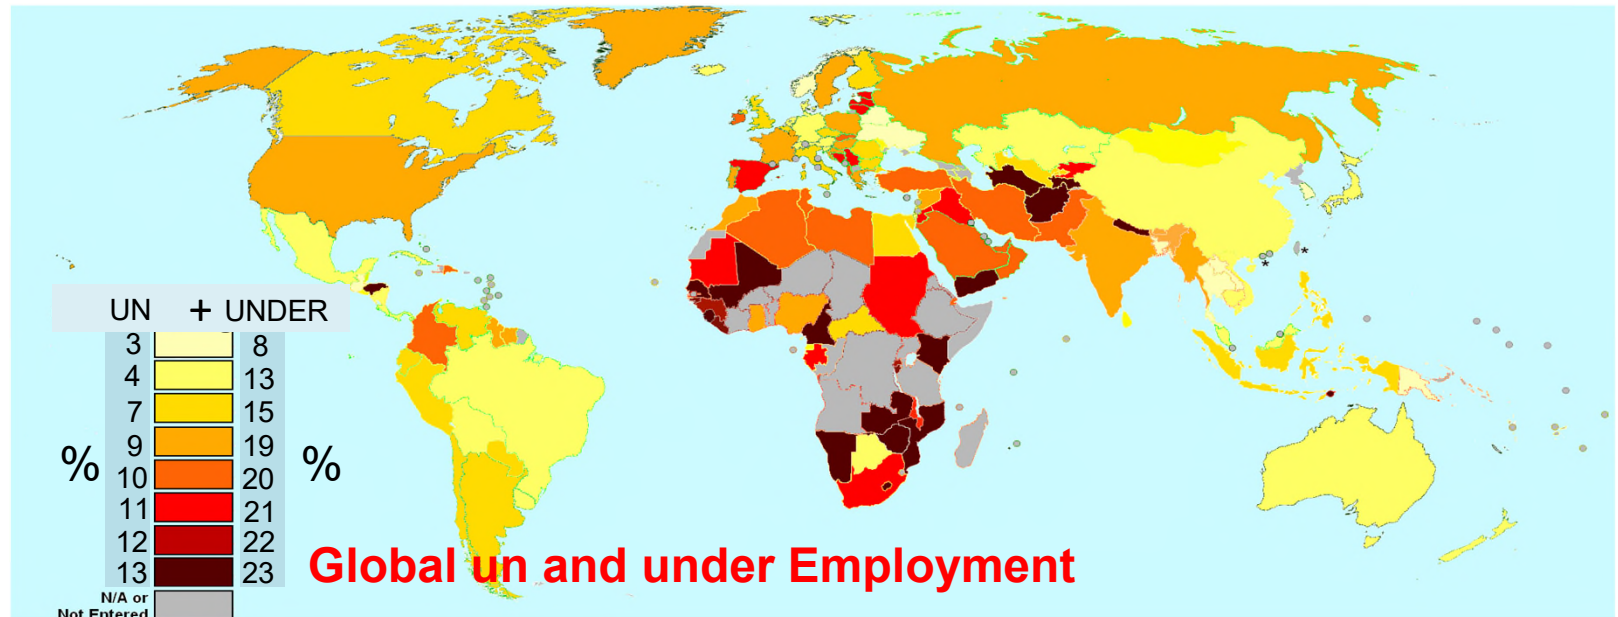 UN + UNDER
3 8
4 13
7 15
9 19
% %
10 20
11 21
12 22
13 23
N/A or
Not Entered
Global un and under Employment
*
*